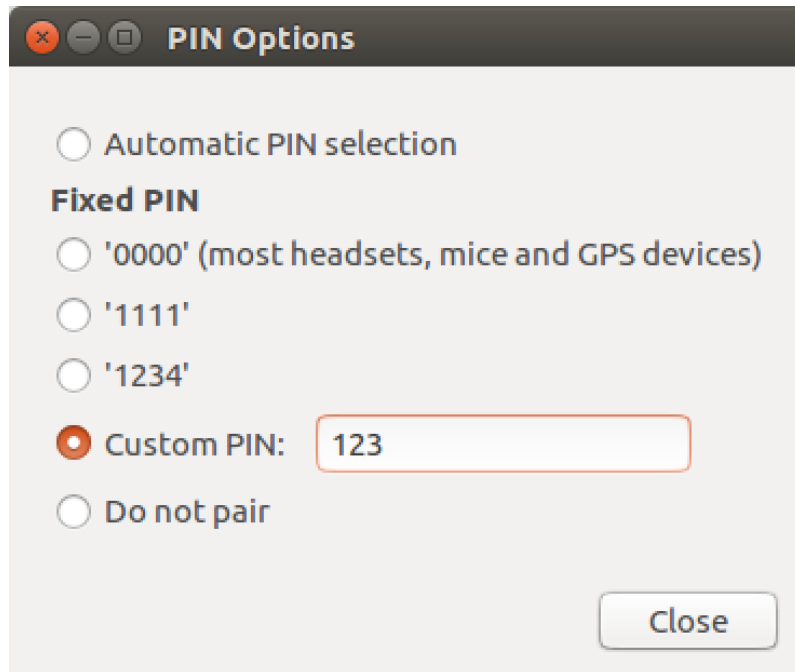 PIN Options
Automatic PIN selection
Fixed PIN
'0000' (most headsets, mice and GPS devices)
'1111'
'1234'
Custom PIN: 123
Do not pair
Close